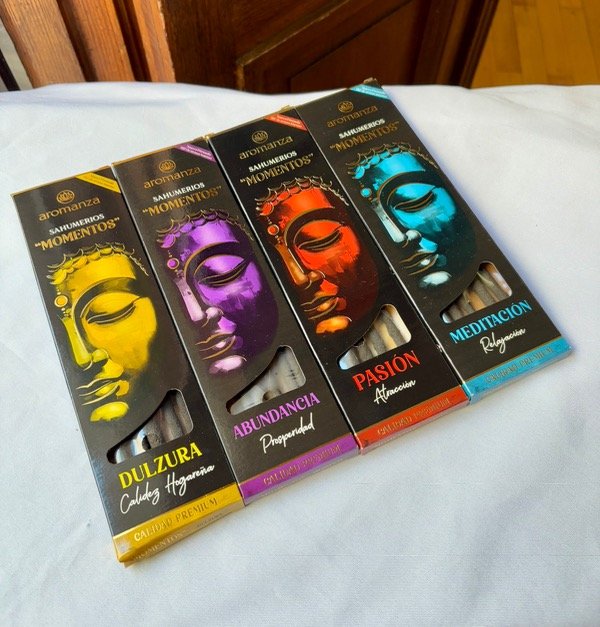 aromanza
SAHUMERIOS
"MOMENTOS"
DULZURA
Calidez Hogareña
CALIDAD PREMIUM
MOMENTOS
aromanza
SAHUMERIOS
"MOMENTOS"
ABUNDANCIA
Prosperidad
CALIDAD PREMIUM
aromanza
SAHUMERIOS
"MOMENTOS"
PASIÓN
Atracción
CALIDAD PREMIUM
aromanza
SAHUMERIOS
"MOMENTOS"
MEDITACIÓN
Relajación
CALIDAD PREMIUM